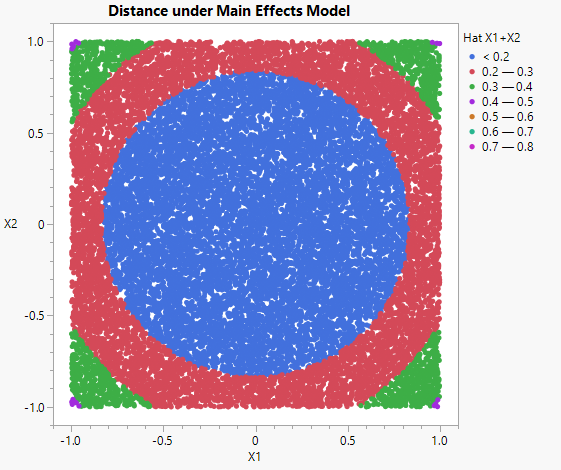 Distance under Main Effects Model
Hat X1+X2
< 0.2
0.2 — 0.3
0.3 — 0.4
0.4 — 0.5
0.5 — 0.6
0.6 — 0.7
0.7 — 0.8
1.0
0.5
X2
0
-0.5
-1.0
-1.0 -0.5 0 0.5 1.0
X1